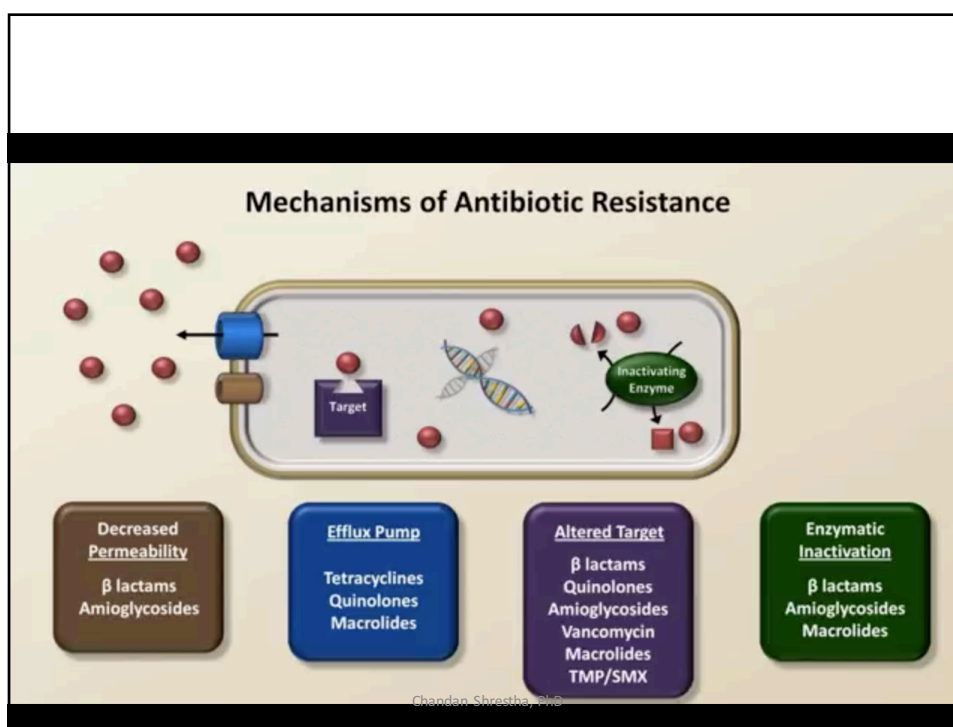 Mechanisms of Antibiotic Resistance
Target
Inactivating
Enzyme
Decreased
Permeability
β lactams
Amioglycosides
Efflux Pump
Tetracyclines
Quinolones
Macrolides
Altered Target
β lactams
Quinolones
Amioglycosides
Vancomycin
Macrolides
TMP/SMX
Enzymatic
Inactivation
β lactams
Amioglycosides
Macrolides
Chandan Shrestha, PhD